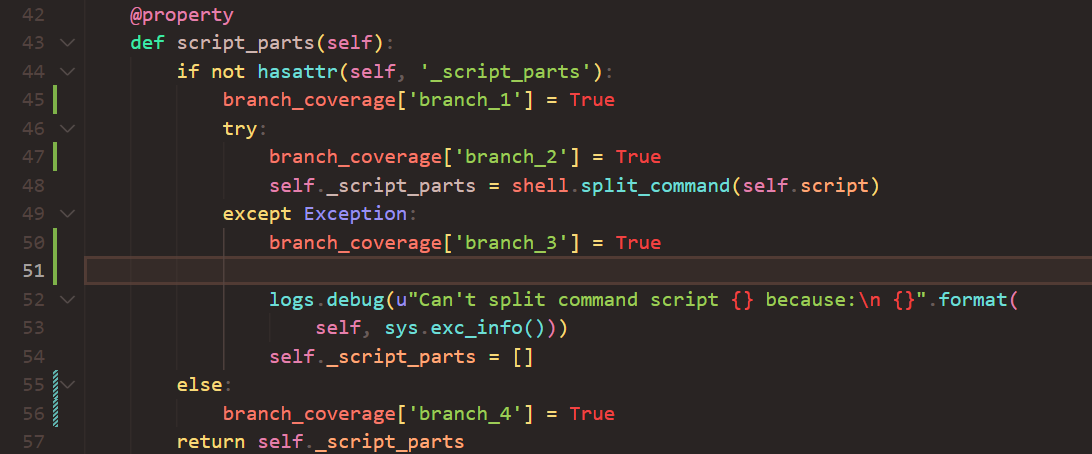 42 @property
43 def script_parts(self):
44 if not hasattr(self, '_script_parts'):
45 branch_coverage['branch_1'] = True
46 try:
47 branch_coverage['branch_2'] = True
48 self._script_parts = shell.split_command(self.script)
49 except Exception:
50 branch_coverage['branch_3'] = True
51
52 logs.debug(u"Can't split command script {} because:\n {}".format(
53 self, sys.exc_info()))
54 self._script_parts = []
55 else:
56 branch_coverage['branch_4'] = True
57 return self._script_parts